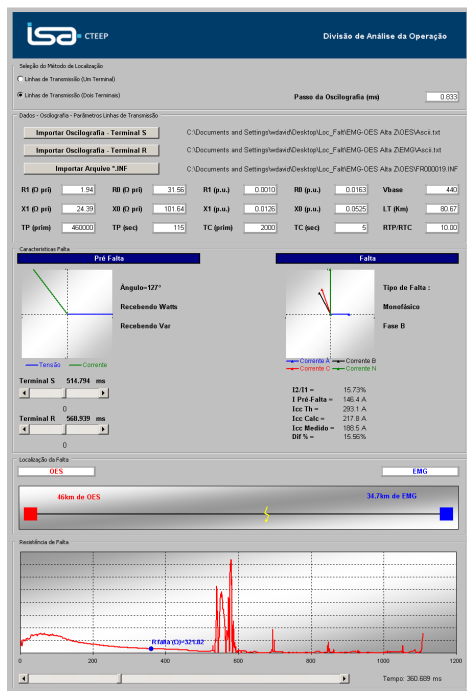 isa CTEEP
Divisão de Análise da Operação
Seleção do Método de Localização
Linhas de Transmissão (Um Terminal)
Linhas de Transmissão (Dois Terminais)
Passo da Oscilografia (ms) 0.833
Dados - Oscilografia - Parâmetros Linhas de Transmissão
Importar Oscilografia - Terminal S C:\Documents and Settings\wdavid\Desktop\Loc_Falt\EMG-OES Alta Z\OES\Ascii.txt
Importar Oscilografia - Terminal R C:\Documents and Settings\wdavid\Desktop\Loc_Falt\EMG-OES Alta Z\EMG\Ascii.txt
Importar Arquivo *.INF C:\Documents and Settings\wdavid\Desktop\Loc_Falt\EMG-OES Alta Z\OES\FR000019.INF
R1 (Ω pri) 1.94 R0 (Ω pri) 31.56 R1 (p.u.) 0.0010 R0 (p.u.) 0.0163 Vbase 440
X1 (Ω pri) 24.39 X0 (Ω pri) 101.64 X1 (p.u.) 0.0126 X0 (p.u.) 0.0525 LT (Km) 80.67
TP (prim) 460000 TP (sec) 115 TC (prim) 2000 TC (sec) 5 RTP/RTC 10.00
Características Falta
Pré Falta
Ângulo=127°
Recebendo Watts
Recebendo Var
Tensão Corrente
Terminal S 514.794 ms
0
Terminal R 568.939 ms
0
Falta
Tipo de Falta :
Monofásico
Fase B
Corrente A Corrente B
Corrente C Corrente N
I2/I1 = 15.73%
I Pré-Falta = 146.4 A
Icc Th = 293.1 A
Icc Calc = 217.8 A
Icc Medido = 188.5 A
Dif % = 15.56%
Localização da Falta
OES EMG
46km de OES 34.7km de EMG
Resistência de Falta
R falta (Ω)=321.82
0 200 400 600 800 1000 1200
Tempo: 360.689 ms